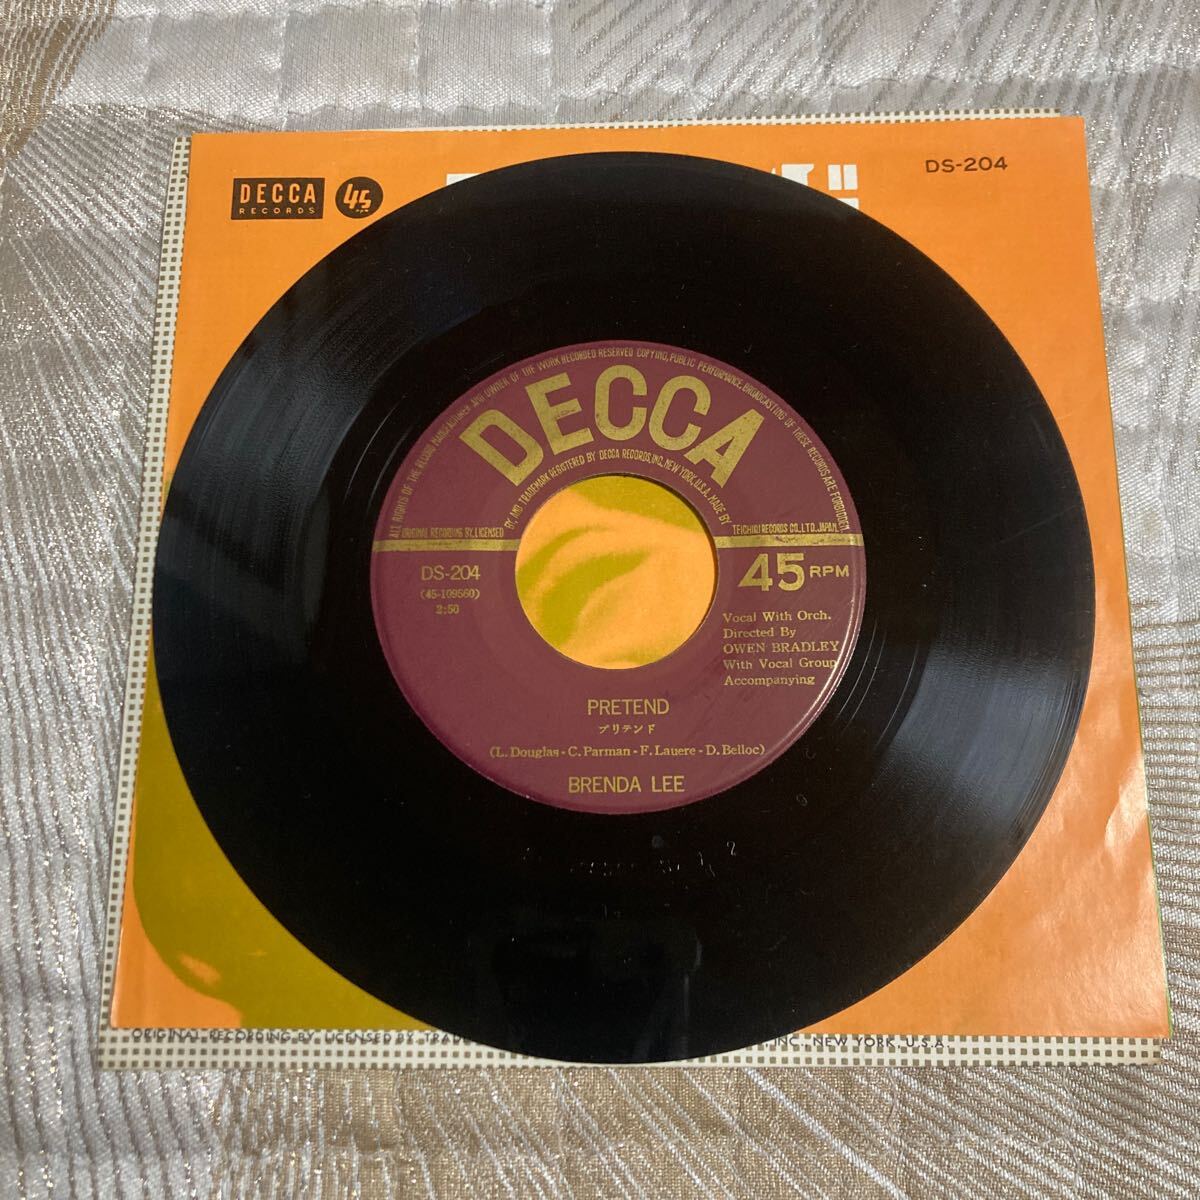 DECCA
RECORDS
45
DS-204
ALL RIGHTS OF THE RECORD MANUFACTURER AND OWNER OF THE WORK RECORDED RESERVED COPYING, PUBLIC PERFORMANCE, BROADCASTING OF THESE RECORDS ARE FORBIDDEN.
DECCA
ORIGINAL RECORDING BY, LICENSED BY, AND TRADEMARK REGISTERED BY DECCA RECORDS, INC., NEW YORK, U.S.A. MADE BY TEICHIKU RECORDS CO., LTD., JAPAN.
DS-204
(45-109560)
2:50
45 RPM
Vocal With Orch.
Directed By
OWEN BRADLEY
With Vocal Group
Accompanying
PRETEND
プリテンド
(L. Douglas - C. Parman - F. Lauere - D. Belloc)
BRENDA LEE
ORIGINAL RECORDING BY, LICENSED BY, INC., NEW YORK, U.S.A.